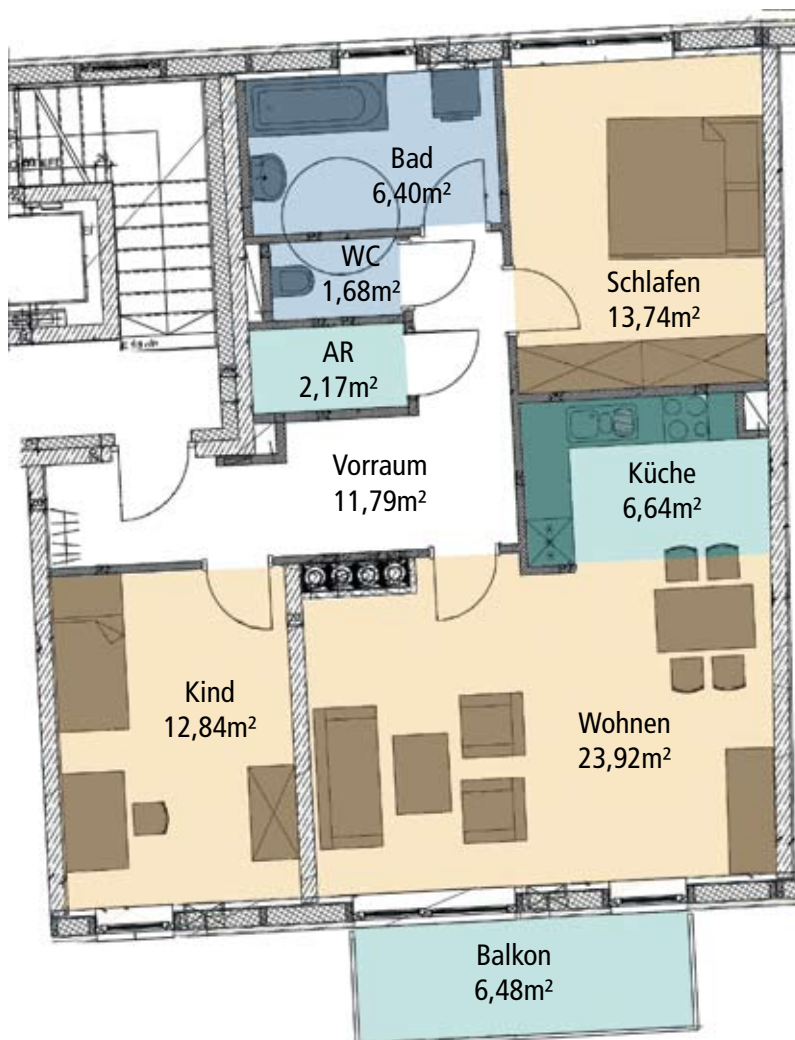 Bad
6,40m²
WC
1,68m²
Schlafen
13,74m²
AR
2,17m²
Vorraum
11,79m²
Küche
6,64m²
Kind
12,84m²
Wohnen
23,92m²
Balkon
6,48m²